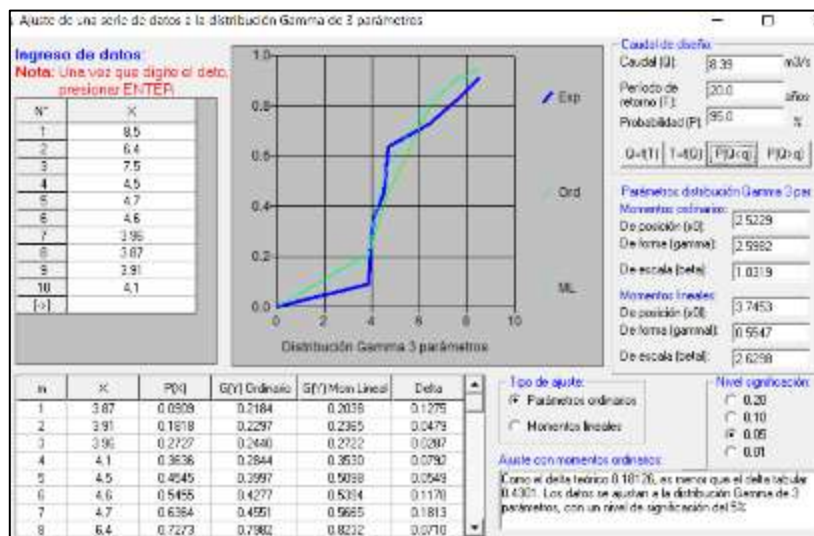 Ajuste de una serie de datos a la distribución Gamma de 3 parámetros
Ingreso de datos:
Nota: Una vez que digite el dato, presionar ENTER
N° X
1 8.5
2 6.4
3 7.5
4 4.5
5 4.7
6 4.6
7 3.96
8 3.87
9 3.91
10 4.1
1.0
0.8
0.6
0.4
0.2
0.0
0 2 4 6 8 10
Exp
Ord
ML
Distribución Gamma 3 parámetros
Caudal de diseño:
Caudal (Q): 8.39 m3/s
Período de retorno (T): 20.0 años
Probabilidad (P): 95.0 %
Q=f(T) T=f(Q) P(Q<q) P(Q>q)
Parámetros distribución Gamma 3 par
Momentos ordinarios:
De posición (x0): 2.5229
De forma (gamma): 2.5982
De escala (beta): 1.0319
Momentos lineales:
De posición (x0l): 3.7453
De forma (gammal): 0.5547
De escala (betal): 2.6298
m X P(X) G(Y) Ordinario G(Y) Mom Lineal Delta
1 3.87 0.0909 0.2184 0.2038 0.1275
2 3.91 0.1818 0.2297 0.2365 0.0479
3 3.96 0.2727 0.2440 0.2722 0.0287
4 4.1 0.3636 0.2844 0.3530 0.0792
5 4.5 0.4545 0.3997 0.5098 0.0549
6 4.6 0.5455 0.4277 0.5394 0.1178
7 4.7 0.6364 0.4551 0.5665 0.1813
8 6.4 0.7273 0.7982 0.8232 0.0710
Tipo de ajuste:
Parámetros ordinarios
Momentos lineales
Nivel significación:
0.20
0.10
0.05
0.01
Ajuste con momentos ordinarios:
Como el delta teórico 0.18126, es menor que el delta tabular
0.4301. Los datos se ajustan a la distribución Gamma de 3
parámetros, con un nivel de significación del 5%